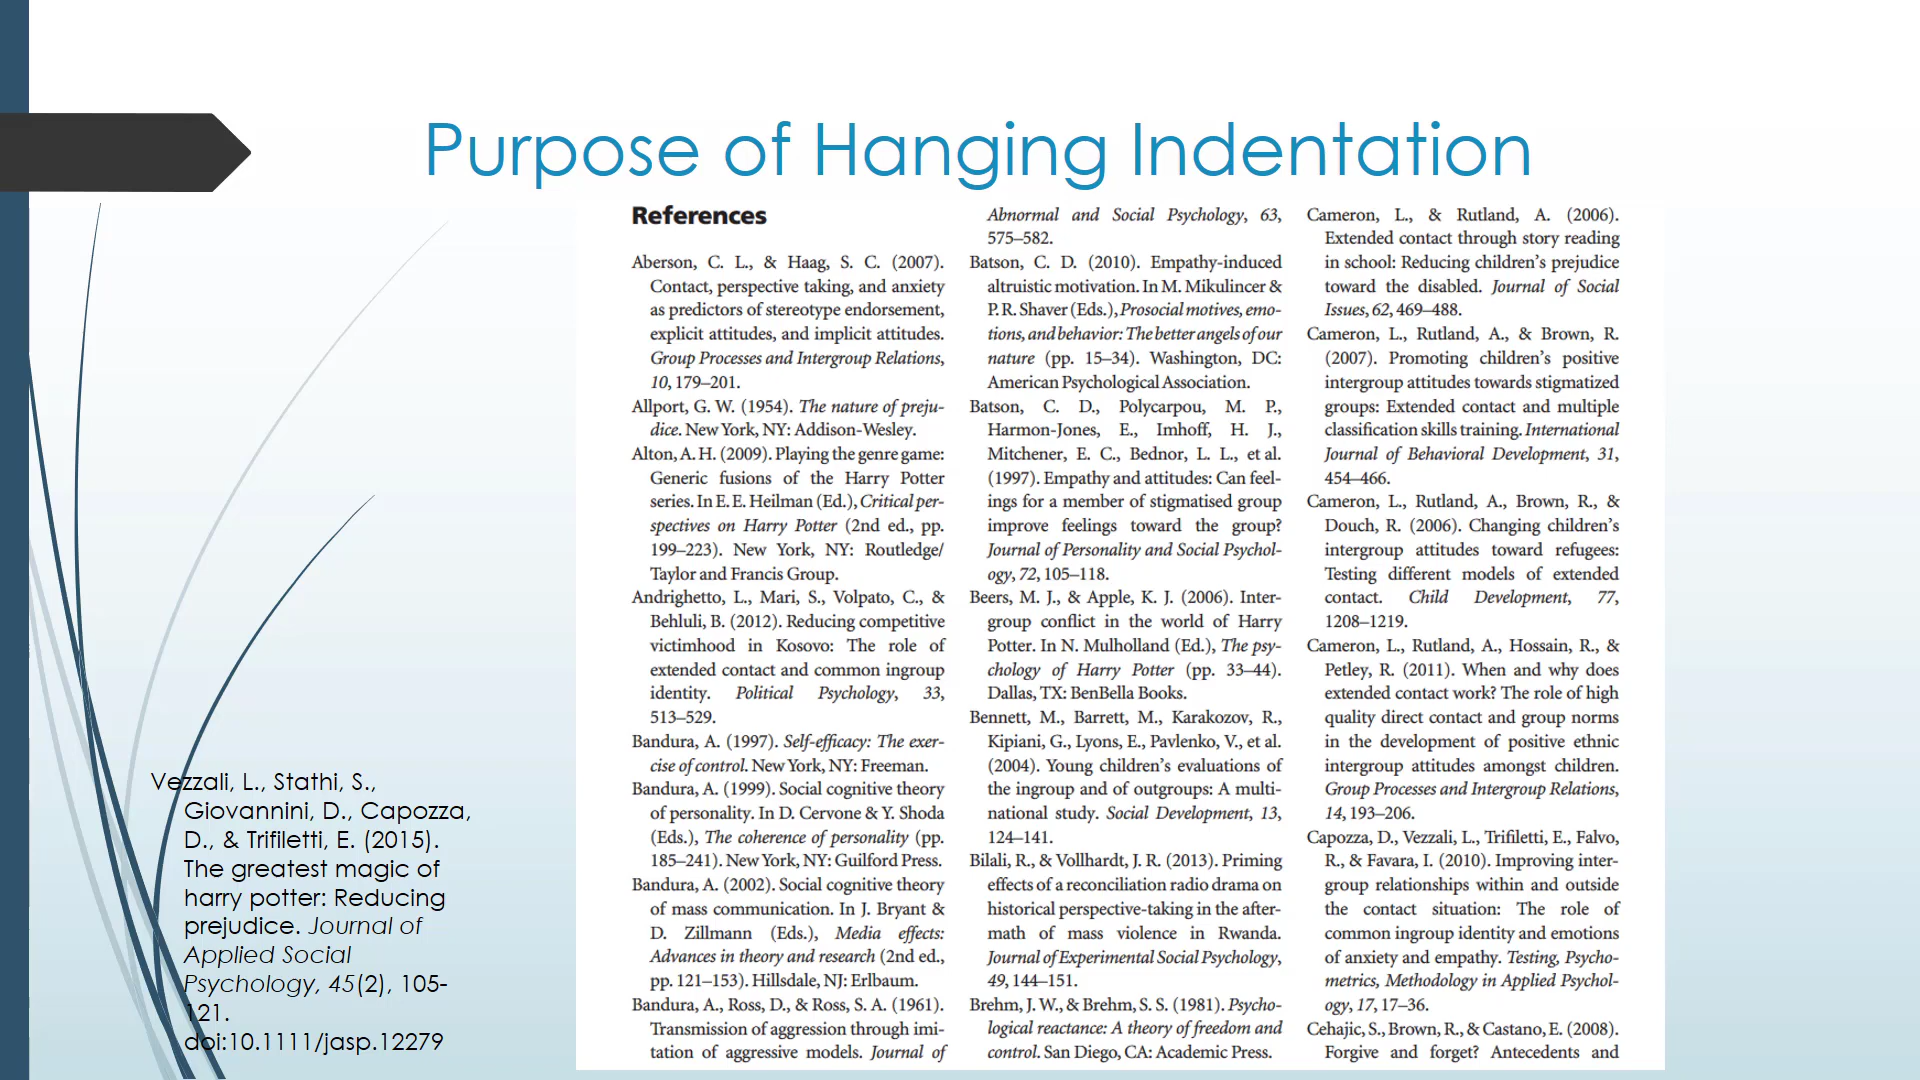 Purpose of Hanging Indentation
References
Aberson, C. L., & Haag, S. C. (2007).
Contact, perspective taking, and anxiety
as predictors of stereotype endorsement,
explicit attitudes, and implicit attitudes.
Group Processes and Intergroup Relations,
10, 179–201.
Allport, G. W. (1954). The nature of preju-
dice. New York, NY: Addison-Wesley.
Alton, A. H. (2009). Playing the genre game:
Generic fusions of the Harry Potter
series. In E. E. Heilman (Ed.), Critical per-
spectives on Harry Potter (2nd ed., pp.
199–223). New York, NY: Routledge/
Taylor and Francis Group.
Andrighetto, L., Mari, S., Volpato, C., &
Behluli, B. (2012). Reducing competitive
victimhood in Kosovo: The role of
extended contact and common ingroup
identity. Political Psychology, 33,
513–529.
Bandura, A. (1997). Self-efficacy: The exer-
cise of control. New York, NY: Freeman.
Bandura, A. (1999). Social cognitive theory
of personality. In D. Cervone & Y. Shoda
(Eds.), The coherence of personality (pp.
185–241). New York, NY: Guilford Press.
Bandura, A. (2002). Social cognitive theory
of mass communication. In J. Bryant &
D. Zillmann (Eds.), Media effects:
Advances in theory and research (2nd ed.,
pp. 121–153). Hillsdale, NJ: Erlbaum.
Bandura, A., Ross, D., & Ross, S. A. (1961).
Transmission of aggression through imi-
tation of aggressive models. Journal of
Abnormal and Social Psychology, 63,
575–582.
Batson, C. D. (2010). Empathy-induced
altruistic motivation. In M. Mikulincer &
P. R. Shaver (Eds.), Prosocial motives, emo-
tions, and behavior: The better angels of our
nature (pp. 15–34). Washington, DC:
American Psychological Association.
Batson, C. D., Polycarpou, M. P.,
Harmon-Jones, E., Imhoff, H. J.,
Mitchener, E. C., Bednor, L. L., et al.
(1997). Empathy and attitudes: Can feel-
ings for a member of stigmatised group
improve feelings toward the group?
Journal of Personality and Social Psychol-
ogy, 72, 105–118.
Beers, M. J., & Apple, K. J. (2006). Inter-
group conflict in the world of Harry
Potter. In N. Mulholland (Ed.), The psy-
chology of Harry Potter (pp. 33–44).
Dallas, TX: BenBella Books.
Bennett, M., Barrett, M., Karakozov, R.,
Kipiani, G., Lyons, E., Pavlenko, V., et al.
(2004). Young children's evaluations of
the ingroup and of outgroups: A multi-
national study. Social Development, 13,
124–141.
Bilali, R., & Vollhardt, J. R. (2013). Priming
effects of a reconciliation radio drama on
historical perspective-taking in the after-
math of mass violence in Rwanda.
Journal of Experimental Social Psychology,
49, 144–151.
Brehm, J. W., & Brehm, S. S. (1981). Psycho-
logical reactance: A theory of freedom and
control. San Diego, CA: Academic Press.
Cameron, L., & Rutland, A. (2006).
Extended contact through story reading
in school: Reducing children's prejudice
toward the disabled. Journal of Social
Issues, 62, 469–488.
Cameron, L., Rutland, A., & Brown, R.
(2007). Promoting children's positive
intergroup attitudes towards stigmatized
groups: Extended contact and multiple
classification skills training. International
Journal of Behavioral Development, 31,
454–466.
Cameron, L., Rutland, A., Brown, R., &
Douch, R. (2006). Changing children's
intergroup attitudes toward refugees:
Testing different models of extended
contact. Child Development, 77,
1208–1219.
Cameron, L., Rutland, A., Hossain, R., &
Petley, R. (2011). When and why does
extended contact work? The role of high
quality direct contact and group norms
in the development of positive ethnic
intergroup attitudes amongst children.
Group Processes and Intergroup Relations,
14, 193–206.
Capozza, D., Vezzali, L., Trifiletti, E., Falvo,
R., & Favara, I. (2010). Improving inter-
group relationships within and outside
the contact situation: The role of
common ingroup identity and emotions
of anxiety and empathy. Testing, Psycho-
metrics, Methodology in Applied Psychol-
ogy, 17, 17–36.
Cehajic, S., Brown, R., & Castano, E. (2008).
Forgive and forget? Antecedents and
Vezzali, L., Stathi, S.,
Giovannini, D., Capozza,
D., & Trifiletti, E. (2015).
The greatest magic of
harry potter: Reducing
prejudice. Journal of
Applied Social
Psychology, 45(2), 105-
121.
doi:10.1111/jasp.12279